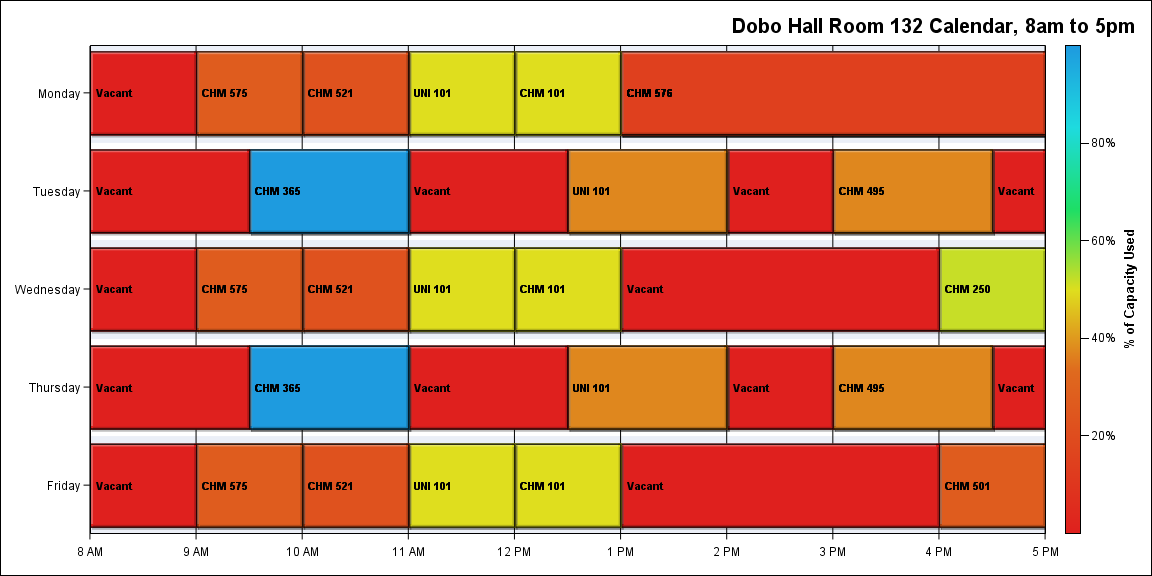 Dobo Hall Room 132 Calendar, 8am to 5pm
Monday
Vacant
CHM 575
CHM 521
UNI 101
CHM 101
CHM 576
Tuesday
Vacant
CHM 365
Vacant
UNI 101
Vacant
CHM 495
Vacant
Wednesday
Vacant
CHM 575
CHM 521
UNI 101
CHM 101
Vacant
CHM 250
Thursday
Vacant
CHM 365
Vacant
UNI 101
Vacant
CHM 495
Vacant
Friday
Vacant
CHM 575
CHM 521
UNI 101
CHM 101
Vacant
CHM 501
8 AM
9 AM
10 AM
11 AM
12 PM
1 PM
2 PM
3 PM
4 PM
5 PM
80%
60%
40%
20%
% of Capacity Used